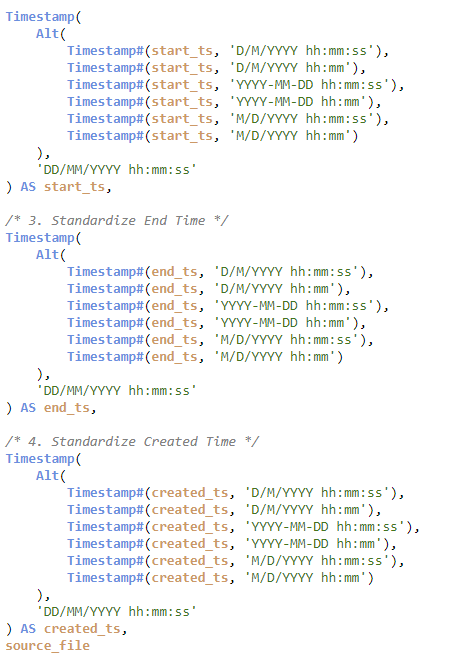 Timestamp(
    Alt(
        Timestamp#(start_ts, 'D/M/YYYY hh:mm:ss'),
        Timestamp#(start_ts, 'D/M/YYYY hh:mm'),
        Timestamp#(start_ts, 'YYYY-MM-DD hh:mm:ss'),
        Timestamp#(start_ts, 'YYYY-MM-DD hh:mm'),
        Timestamp#(start_ts, 'M/D/YYYY hh:mm:ss'),
        Timestamp#(start_ts, 'M/D/YYYY hh:mm')
    ),
    'DD/MM/YYYY hh:mm:ss'
) AS start_ts,

/* 3. Standardize End Time */
Timestamp(
    Alt(
        Timestamp#(end_ts, 'D/M/YYYY hh:mm:ss'),
        Timestamp#(end_ts, 'D/M/YYYY hh:mm'),
        Timestamp#(end_ts, 'YYYY-MM-DD hh:mm:ss'),
        Timestamp#(end_ts, 'YYYY-MM-DD hh:mm'),
        Timestamp#(end_ts, 'M/D/YYYY hh:mm:ss'),
        Timestamp#(end_ts, 'M/D/YYYY hh:mm')
    ),
    'DD/MM/YYYY hh:mm:ss'
) AS end_ts,

/* 4. Standardize Created Time */
Timestamp(
    Alt(
        Timestamp#(created_ts, 'D/M/YYYY hh:mm:ss'),
        Timestamp#(created_ts, 'D/M/YYYY hh:mm'),
        Timestamp#(created_ts, 'YYYY-MM-DD hh:mm:ss'),
        Timestamp#(created_ts, 'YYYY-MM-DD hh:mm'),
        Timestamp#(created_ts, 'M/D/YYYY hh:mm:ss'),
        Timestamp#(created_ts, 'M/D/YYYY hh:mm')
    ),
    'DD/MM/YYYY hh:mm:ss'
) AS created_ts,
source_file